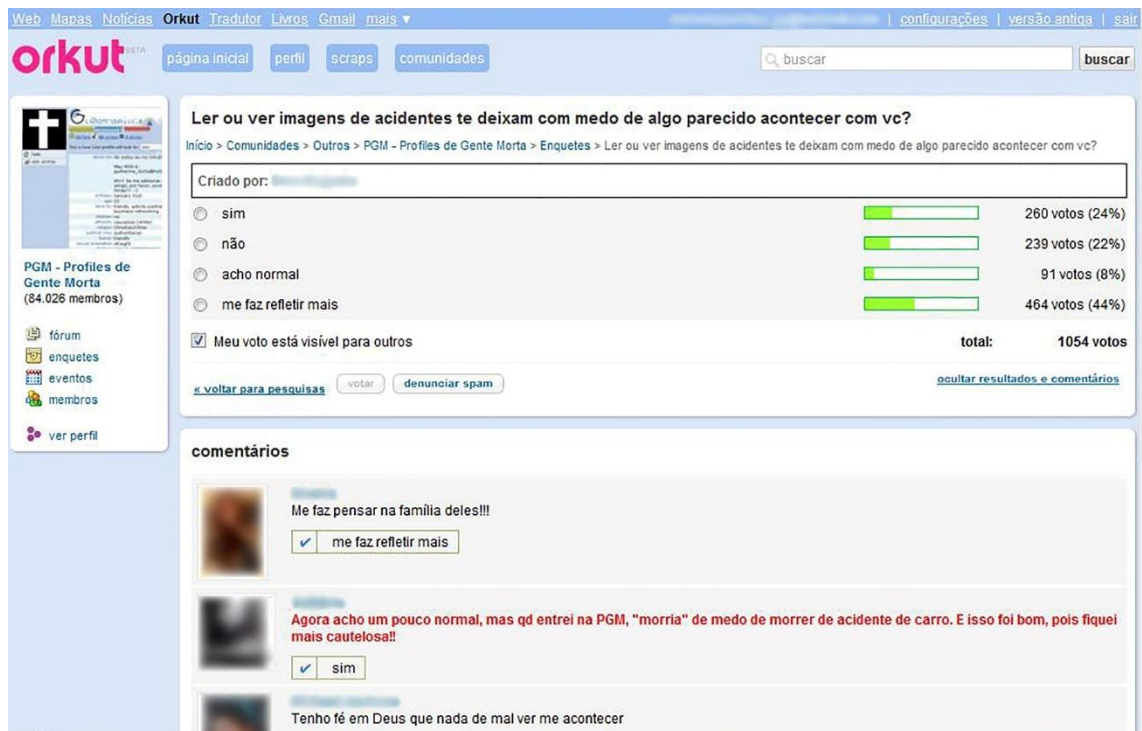 Web Mapas Notícias Orkut Tradutor Livros Gmail mais ▼ | configurações | versão antiga | sair
orkut BETA página inicial perfil scraps comunidades buscar buscar
Ler ou ver imagens de acidentes te deixam com medo de algo parecido acontecer com vc?
Início > Comunidades > Outros > PGM - Profiles de Gente Morta > Enquetes > Ler ou ver imagens de acidentes te deixam com medo de algo parecido acontecer com vc?
Criado por:
sim 260 votos (24%)
não 239 votos (22%)
acho normal 91 votos (8%)
me faz refletir mais 464 votos (44%)
Meu voto está visível para outros total: 1054 votos
« voltar para pesquisas votar denunciar spam ocultar resultados e comentários
PGM - Profiles de
Gente Morta
(84.026 membros)
fórum
enquetes
eventos
membros
ver perfil
comentários
Me faz pensar na família deles!!!
me faz refletir mais
Agora acho um pouco normal, mas qd entrei na PGM, "morria" de medo de morrer de acidente de carro. E isso foi bom, pois fiquei
mais cautelosa!!
sim
Tenho fé em Deus que nada de mal ver me acontecer